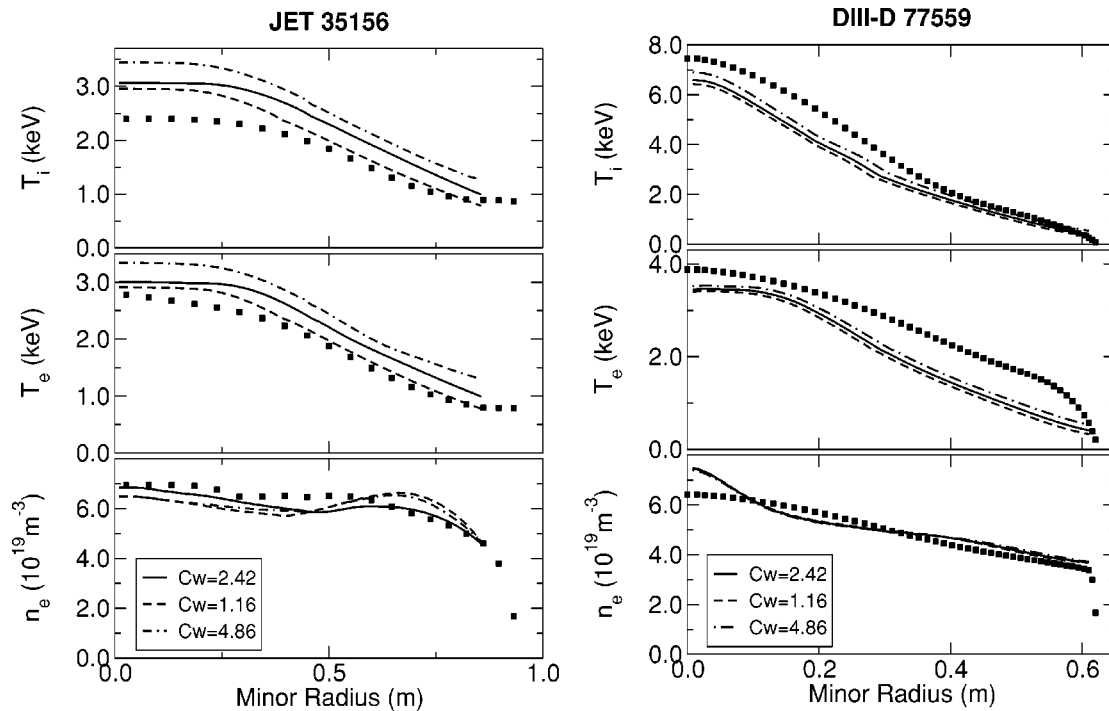 JET 35156
DIII-D 77559
T_i (keV)
3.0
2.0
1.0
0.0
T_e (keV)
3.0
2.0
1.0
0.0
n_e (10^19 m^-3)
6.0
4.0
2.0
0.0
Cw=2.42
Cw=1.16
Cw=4.86
0.0 0.5 1.0
Minor Radius (m)
T_i (keV)
8.0
6.0
4.0
2.0
0.0
T_e (keV)
4.0
2.0
0.0
n_e (10^19 m^-3)
8.0
6.0
4.0
2.0
0.0
Cw=2.42
Cw=1.16
Cw=4.86
0.0 0.2 0.4 0.6
Minor Radius (m)